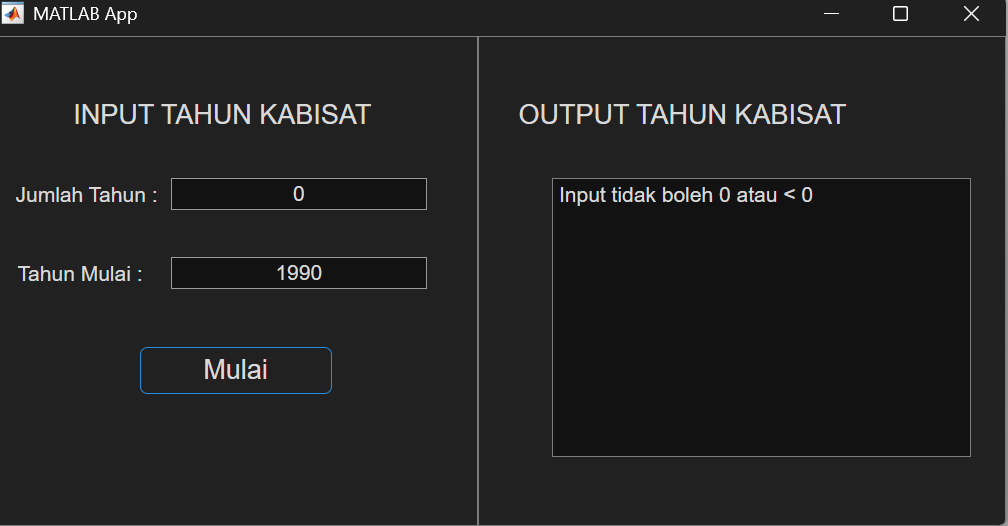 MATLAB App
INPUT TAHUN KABISAT
Jumlah Tahun : 0
Tahun Mulai : 1990
Mulai
OUTPUT TAHUN KABISAT
Input tidak boleh 0 atau < 0